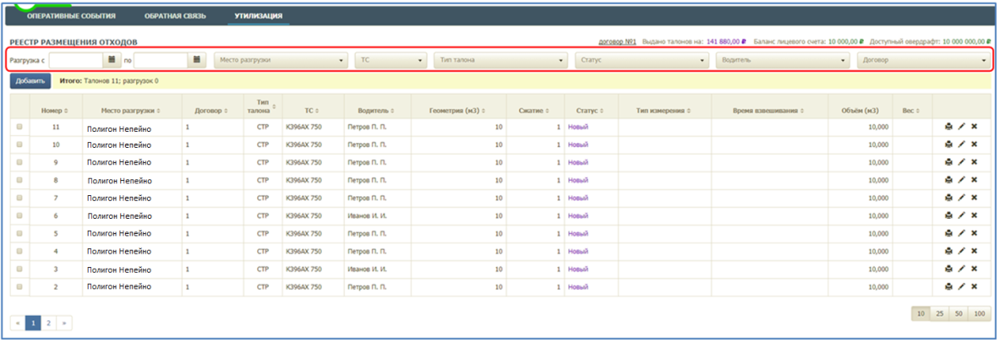 ОПЕРАТИВНЫЕ СОБЫТИЯ ОБРАТНАЯ СВЯЗЬ УТИЛИЗАЦИЯ
РЕЕСТР РАЗМЕЩЕНИЯ ОТХОДОВ договор №1 Выдано талонов на: 141 880,00 ₽ Баланс лицевого счета: 10 000,00 ₽ Доступный овердрафт: 10 000 000,00 ₽
Разгрузка с по Место разгрузки ТС Тип талона Статус Водитель Договор
Добавить Итого: Талонов 11; разгрузок 0
Номер Место разгрузки Договор Тип талона ТС Водитель Геометрия (м3) Сжатие Статус Тип измерения Время взвешивания Объём (м3) Вес
11 Полигон Непейно 1 СТР К396АХ 750 Петров П. П. 10 1 Новый 10,000
10 Полигон Непейно 1 СТР К396АХ 750 Петров П. П. 10 1 Новый 10,000
9 Полигон Непейно 1 СТР К396АХ 750 Петров П. П. 10 1 Новый 10,000
8 Полигон Непейно 1 СТР К396АХ 750 Петров П. П. 10 1 Новый 10,000
7 Полигон Непейно 1 СТР К396АХ 750 Петров П. П. 10 1 Новый 10,000
6 Полигон Непейно 1 СТР К396АХ 750 Иванов И. И. 10 1 Новый 10,000
5 Полигон Непейно 1 СТР К396АХ 750 Петров П. П. 10 1 Новый 10,000
4 Полигон Непейно 1 СТР К396АХ 750 Петров П. П. 10 1 Новый 10,000
3 Полигон Непейно 1 СТР К396АХ 750 Иванов И. И. 10 1 Новый 10,000
2 Полигон Непейно 1 СТР К396АХ 750 Петров П. П. 10 1 Новый 10,000
« 1 2 » 10 25 50 100